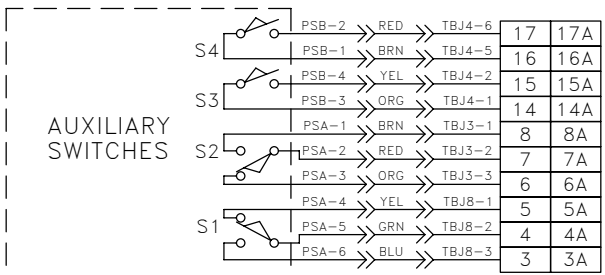 PSB-2 RED TBJ4-6 17 17A
S4
PSB-1 BRN TBJ4-5 16 16A
PSB-4 YEL TBJ4-2 15 15A
S3
PSB-3 ORG TBJ4-1 14 14A
AUXILIARY
SWITCHES
PSA-1 BRN TBJ3-1 8 8A
S2
PSA-2 RED TBJ3-2 7 7A
PSA-3 ORG TBJ3-3 6 6A
PSA-4 YEL TBJ8-1 5 5A
S1
PSA-5 GRN TBJ8-2 4 4A
PSA-6 BLU TBJ8-3 3 3A